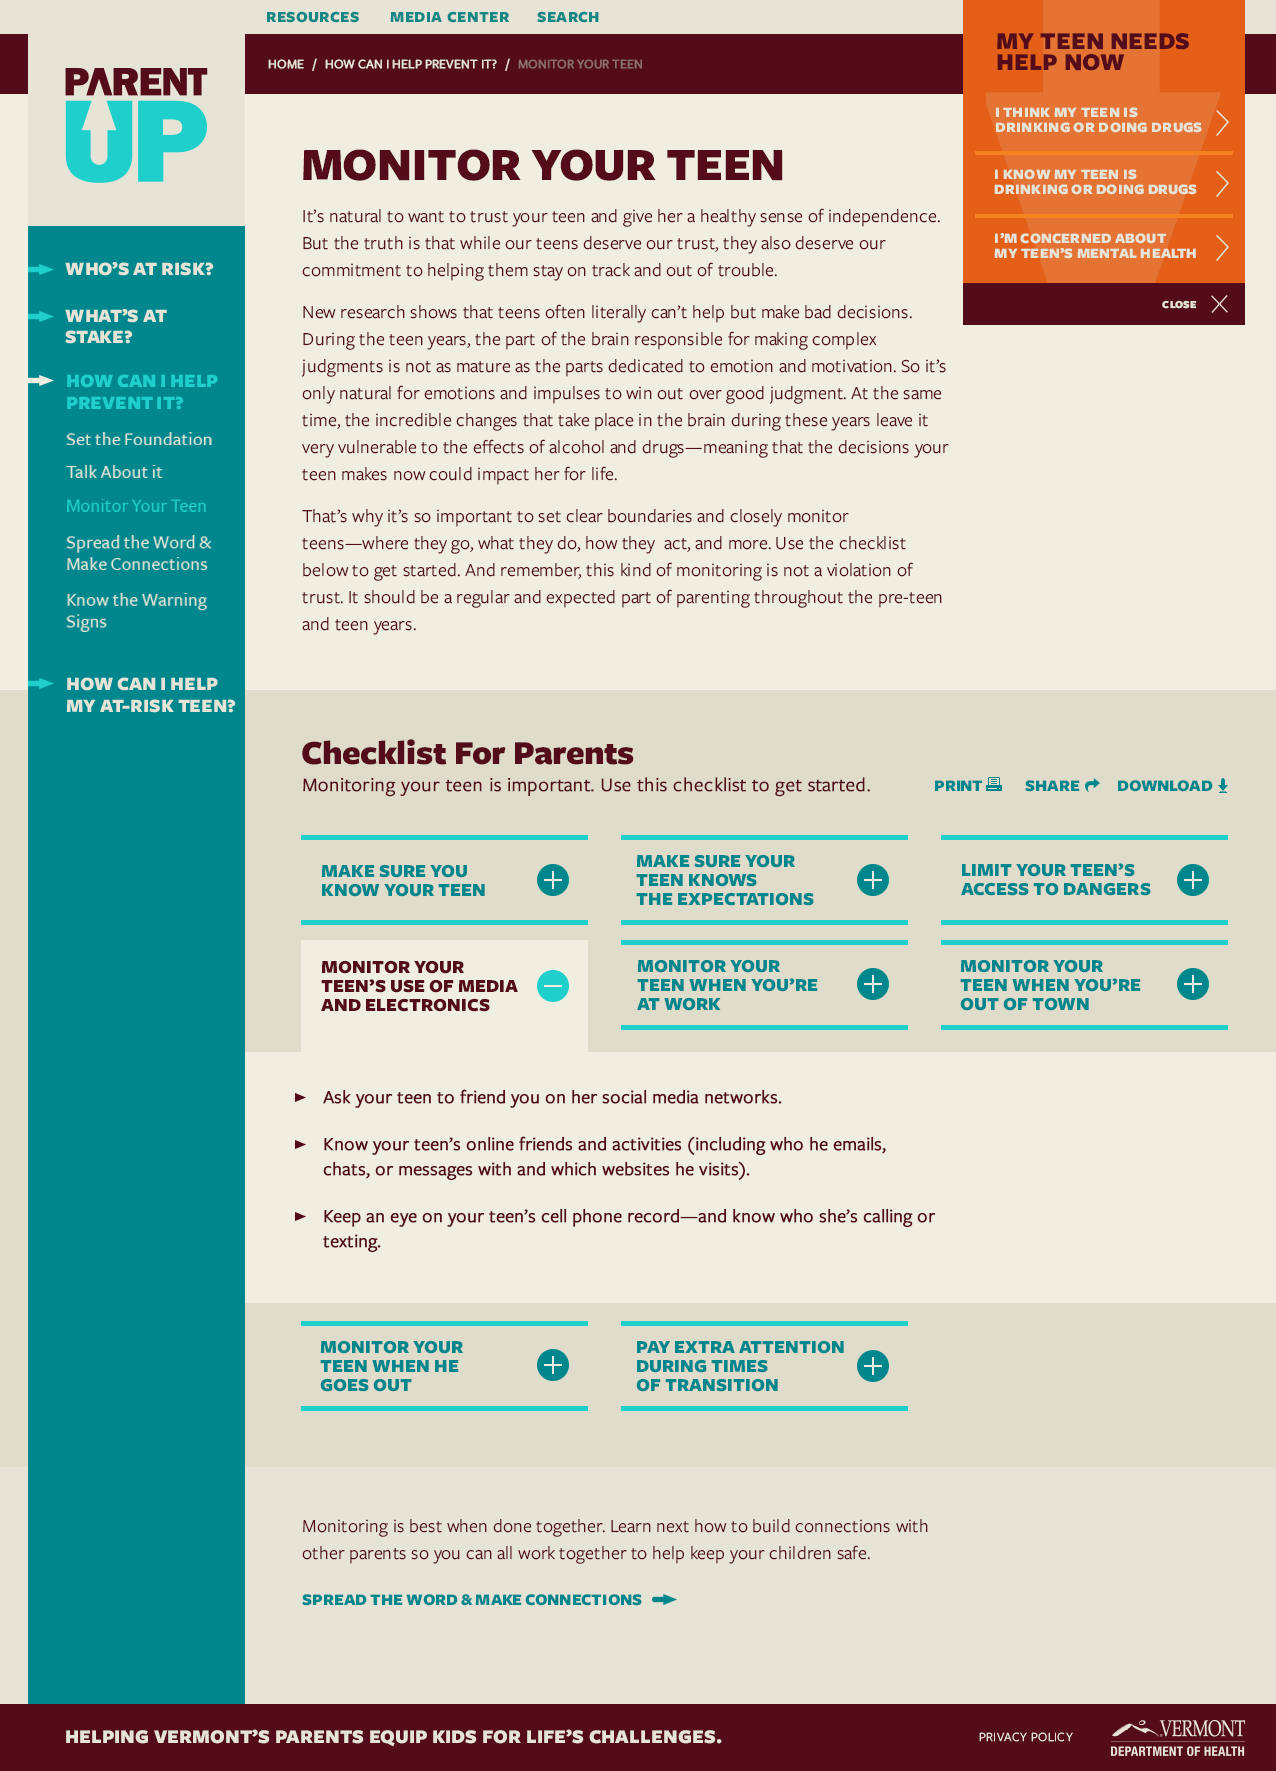 RESOURCES MEDIA CENTER SEARCH
HOME / HOW CAN I HELP PREVENT IT? / MONITOR YOUR TEEN
PARENT
UP
WHO'S AT RISK?
WHAT'S AT
STAKE?
HOW CAN I HELP
PREVENT IT?
Set the Foundation
Talk About it
Monitor Your Teen
Spread the Word &
Make Connections
Know the Warning
Signs
HOW CAN I HELP
MY AT-RISK TEEN?
MY TEEN NEEDS
HELP NOW
I THINK MY TEEN IS
DRINKING OR DOING DRUGS
I KNOW MY TEEN IS
DRINKING OR DOING DRUGS
I'M CONCERNED ABOUT
MY TEEN'S MENTAL HEALTH
CLOSE
MONITOR YOUR TEEN
It's natural to want to trust your teen and give her a healthy sense of independence.
But the truth is that while our teens deserve our trust, they also deserve our
commitment to helping them stay on track and out of trouble.
New research shows that teens often literally can't help but make bad decisions.
During the teen years, the part of the brain responsible for making complex
judgments is not as mature as the parts dedicated to emotion and motivation. So it's
only natural for emotions and impulses to win out over good judgment. At the same
time, the incredible changes that take place in the brain during these years leave it
very vulnerable to the effects of alcohol and drugs—meaning that the decisions your
teen makes now could impact her for life.
That's why it's so important to set clear boundaries and closely monitor
teens—where they go, what they do, how they act, and more. Use the checklist
below to get started. And remember, this kind of monitoring is not a violation of
trust. It should be a regular and expected part of parenting throughout the pre-teen
and teen years.
Checklist For Parents
Monitoring your teen is important. Use this checklist to get started.
PRINT SHARE DOWNLOAD
MAKE SURE YOU
KNOW YOUR TEEN
MAKE SURE YOUR
TEEN KNOWS
THE EXPECTATIONS
LIMIT YOUR TEEN'S
ACCESS TO DANGERS
MONITOR YOUR
TEEN'S USE OF MEDIA
AND ELECTRONICS
MONITOR YOUR
TEEN WHEN YOU'RE
AT WORK
MONITOR YOUR
TEEN WHEN YOU'RE
OUT OF TOWN
Ask your teen to friend you on her social media networks.
Know your teen's online friends and activities (including who he emails,
chats, or messages with and which websites he visits).
Keep an eye on your teen's cell phone record—and know who she's calling or
texting.
MONITOR YOUR
TEEN WHEN HE
GOES OUT
PAY EXTRA ATTENTION
DURING TIMES
OF TRANSITION
Monitoring is best when done together. Learn next how to build connections with
other parents so you can all work together to help keep your children safe.
SPREAD THE WORD & MAKE CONNECTIONS
HELPING VERMONT'S PARENTS EQUIP KIDS FOR LIFE'S CHALLENGES.
PRIVACY POLICY
VERMONT
DEPARTMENT OF HEALTH